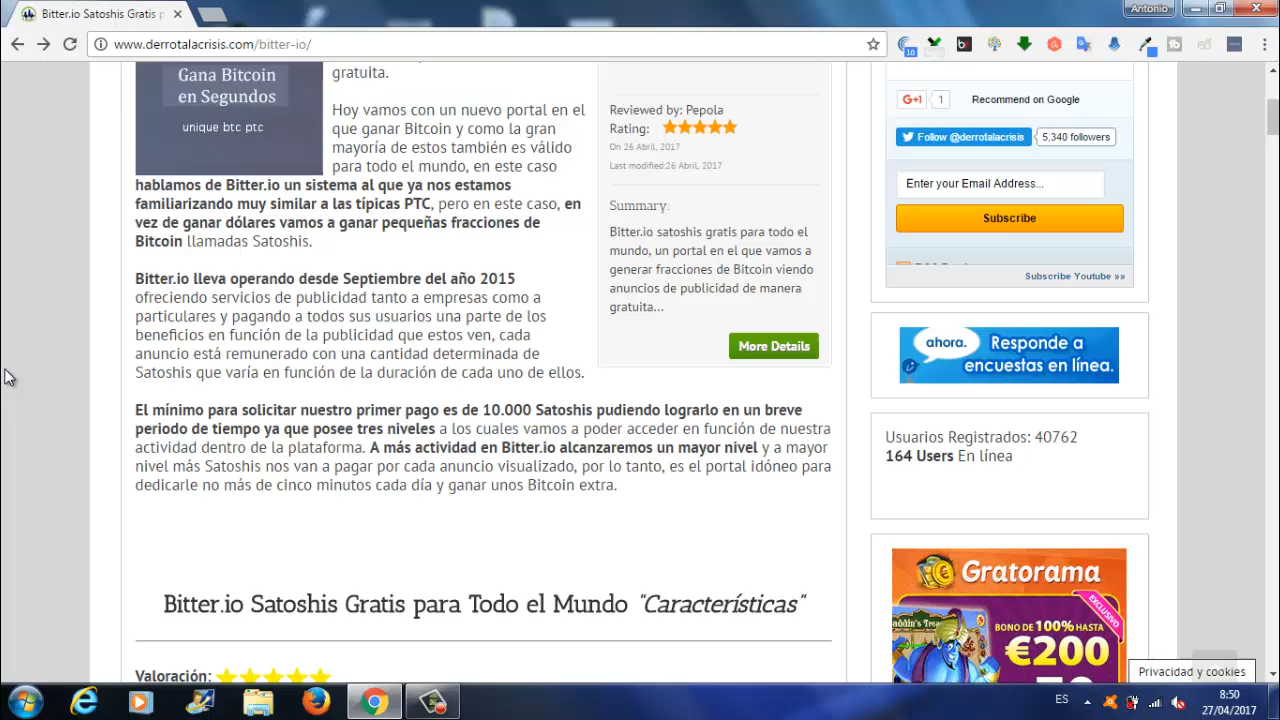 Bitter.io Satoshis Gratis p
Antonio
www.derrotalacrisis.com/bitter-io/
10
Gana Bitcoin
en Segundos
unique btc ptc
gratuita.
Hoy vamos con un nuevo portal en el
que ganar Bitcoin y como la gran
mayoría de estos también es válido
para todo el mundo, en este caso
hablamos de Bitter.io un sistema al que ya nos estamos
familiarizando muy similar a las típicas PTC, pero en este caso, en
vez de ganar dólares vamos a ganar pequeñas fracciones de
Bitcoin llamadas Satoshis.
Bitter.io lleva operando desde Septiembre del año 2015
ofreciendo servicios de publicidad tanto a empresas como a
particulares y pagando a todos sus usuarios una parte de los
beneficios en función de la publicidad que estos ven, cada
anuncio está remunerado con una cantidad determinada de
Satoshis que varía en función de la duración de cada uno de ellos.
El mínimo para solicitar nuestro primer pago es de 10.000 Satoshis pudiendo lograrlo en un breve
periodo de tiempo ya que posee tres niveles a los cuales vamos a poder acceder en función de nuestra
actividad dentro de la plataforma. A más actividad en Bitter.io alcanzaremos un mayor nivel y a mayor
nivel más Satoshis nos van a pagar por cada anuncio visualizado, por lo tanto, es el portal idóneo para
dedicarle no más de cinco minutos cada día y ganar unos Bitcoin extra.
Bitter.io Satoshis Gratis para Todo el Mundo "Características"
Valoración:
Reviewed by: Pepola
Rating:
On 26 Abril, 2017
Last modified:26 Abril, 2017
Summary:
Bitter.io satoshis gratis para todo el
mundo, un portal en el que vamos a
generar fracciones de Bitcoin viendo
anuncios de publicidad de manera
gratuita...
More Details
G+1 1 Recommend on Google
Follow @derrotalacrisis 5,340 followers
Enter your Email Address...
Subscribe
Subscribe Youtube »»
ahora.
Responde a
encuestas en línea.
Usuarios Registrados: 40762
164 Users En línea
Gratorama
EXCLUSIVO
BONO DE 100% HASTA
€200
Privacidad y cookies
ES
8:50
27/04/2017